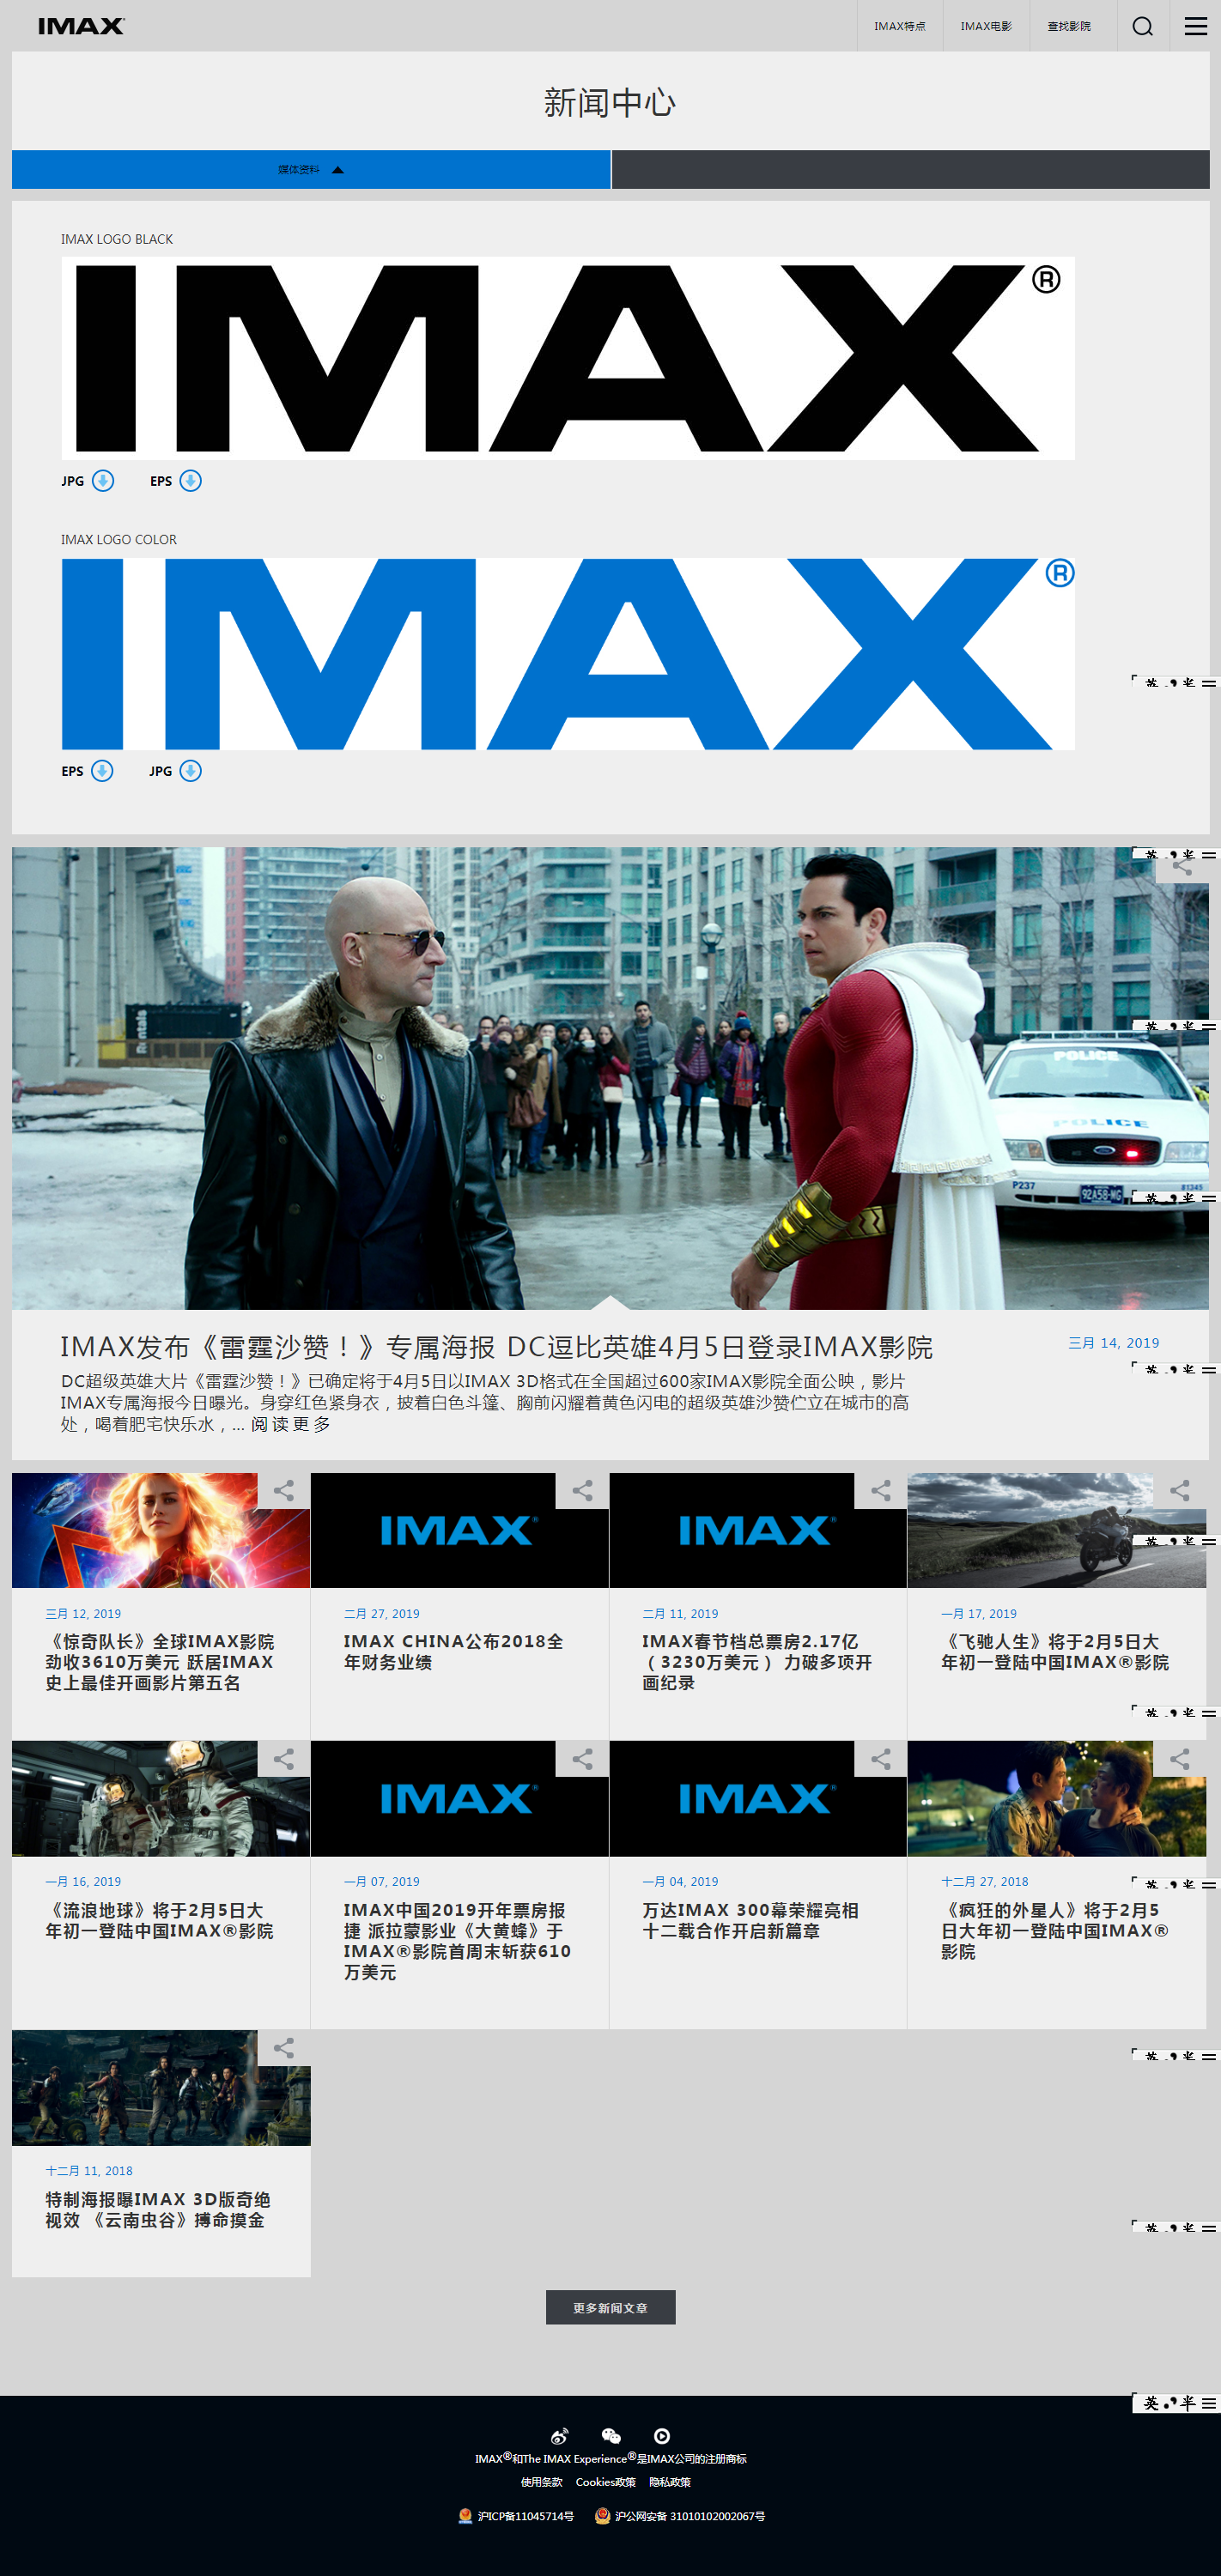 IMAX
IMAX特点
IMAX电影
查找影院
新闻中心
媒体资料
IMAX LOGO BLACK
IMAX®
JPG
EPS
IMAX LOGO COLOR
IMAX®
EPS
JPG
POLICE
POLICE
P237
IMAX发布《雷霆沙赞！》专属海报 DC逗比英雄4月5日登录IMAX影院
三月 14, 2019
DC超级英雄大片《雷霆沙赞！》已确定将于4月5日以IMAX 3D格式在全国超过600家IMAX影院全面公映，影片
IMAX专属海报今日曝光。身穿红色紧身衣，披着白色斗篷、胸前闪耀着黄色闪电的超级英雄沙赞伫立在城市的高
处，喝着肥宅快乐水，... 阅读更多
三月 12, 2019
《惊奇队长》全球IMAX影院
劲收3610万美元 跃居IMAX
史上最佳开画影片第五名
IMAX®
二月 27, 2019
IMAX CHINA公布2018全
年财务业绩
IMAX®
二月 11, 2019
IMAX春节档总票房2.17亿
（3230万美元） 力破多项开
画纪录
一月 17, 2019
《飞驰人生》将于2月5日大
年初一登陆中国IMAX®影院
一月 16, 2019
《流浪地球》将于2月5日大
年初一登陆中国IMAX®影院
IMAX®
一月 07, 2019
IMAX中国2019开年票房报
捷 派拉蒙影业《大黄蜂》于
IMAX®影院首周末斩获610
万美元
IMAX®
一月 04, 2019
万达IMAX 300幕荣耀亮相
十二载合作开启新篇章
十二月 27, 2018
《疯狂的外星人》将于2月5
日大年初一登陆中国IMAX®
影院
十二月 11, 2018
特制海报曝IMAX 3D版奇绝
视效 《云南虫谷》搏命摸金
更多新闻文章
英 半
IMAX®和The IMAX Experience®是IMAX公司的注册商标
使用条款 Cookies政策 隐私政策
沪ICP备11045714号 沪公网安备 31010102002067号